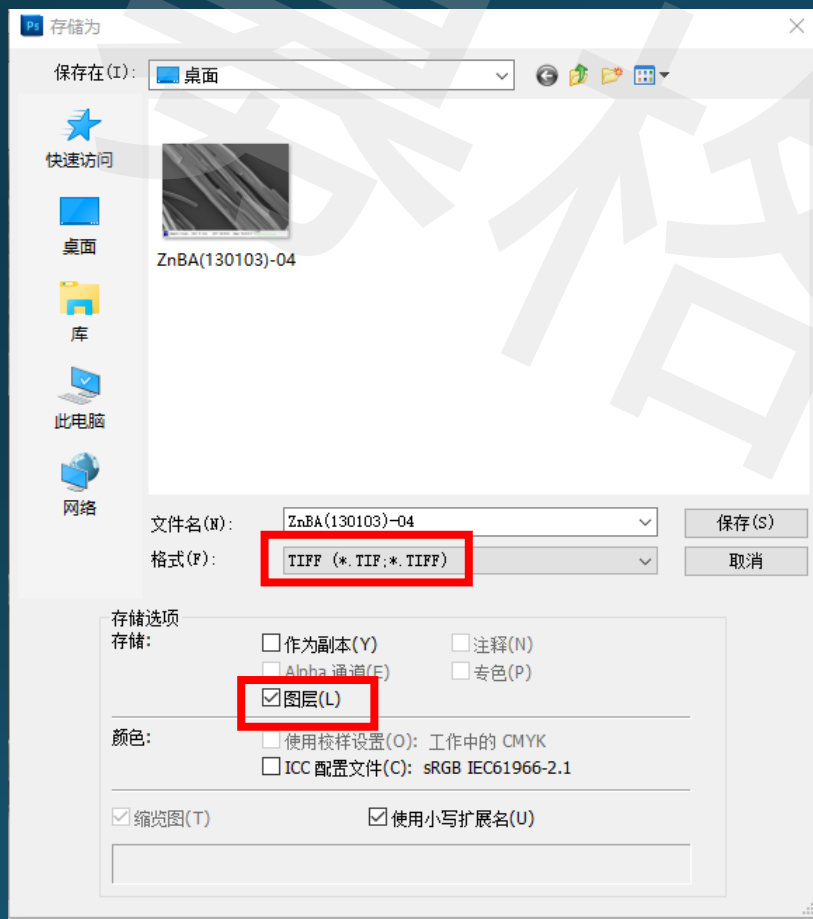 Ps 存储为
保存在(I): 桌面
快速访问
桌面
库
此电脑
网络
ZnBA(130103)-04
文件名(N): ZnBA(130103)-04 保存(S)
格式(F): TIFF (*.TIF;*.TIFF) 取消
存储选项
存储: 作为副本(Y) 注释(N)
Alpha 通道(E) 专色(P)
图层(L)
颜色: 使用校样设置(O): 工作中的 CMYK
ICC 配置文件(C): sRGB IEC61966-2.1
缩览图(T) 使用小写扩展名(U)